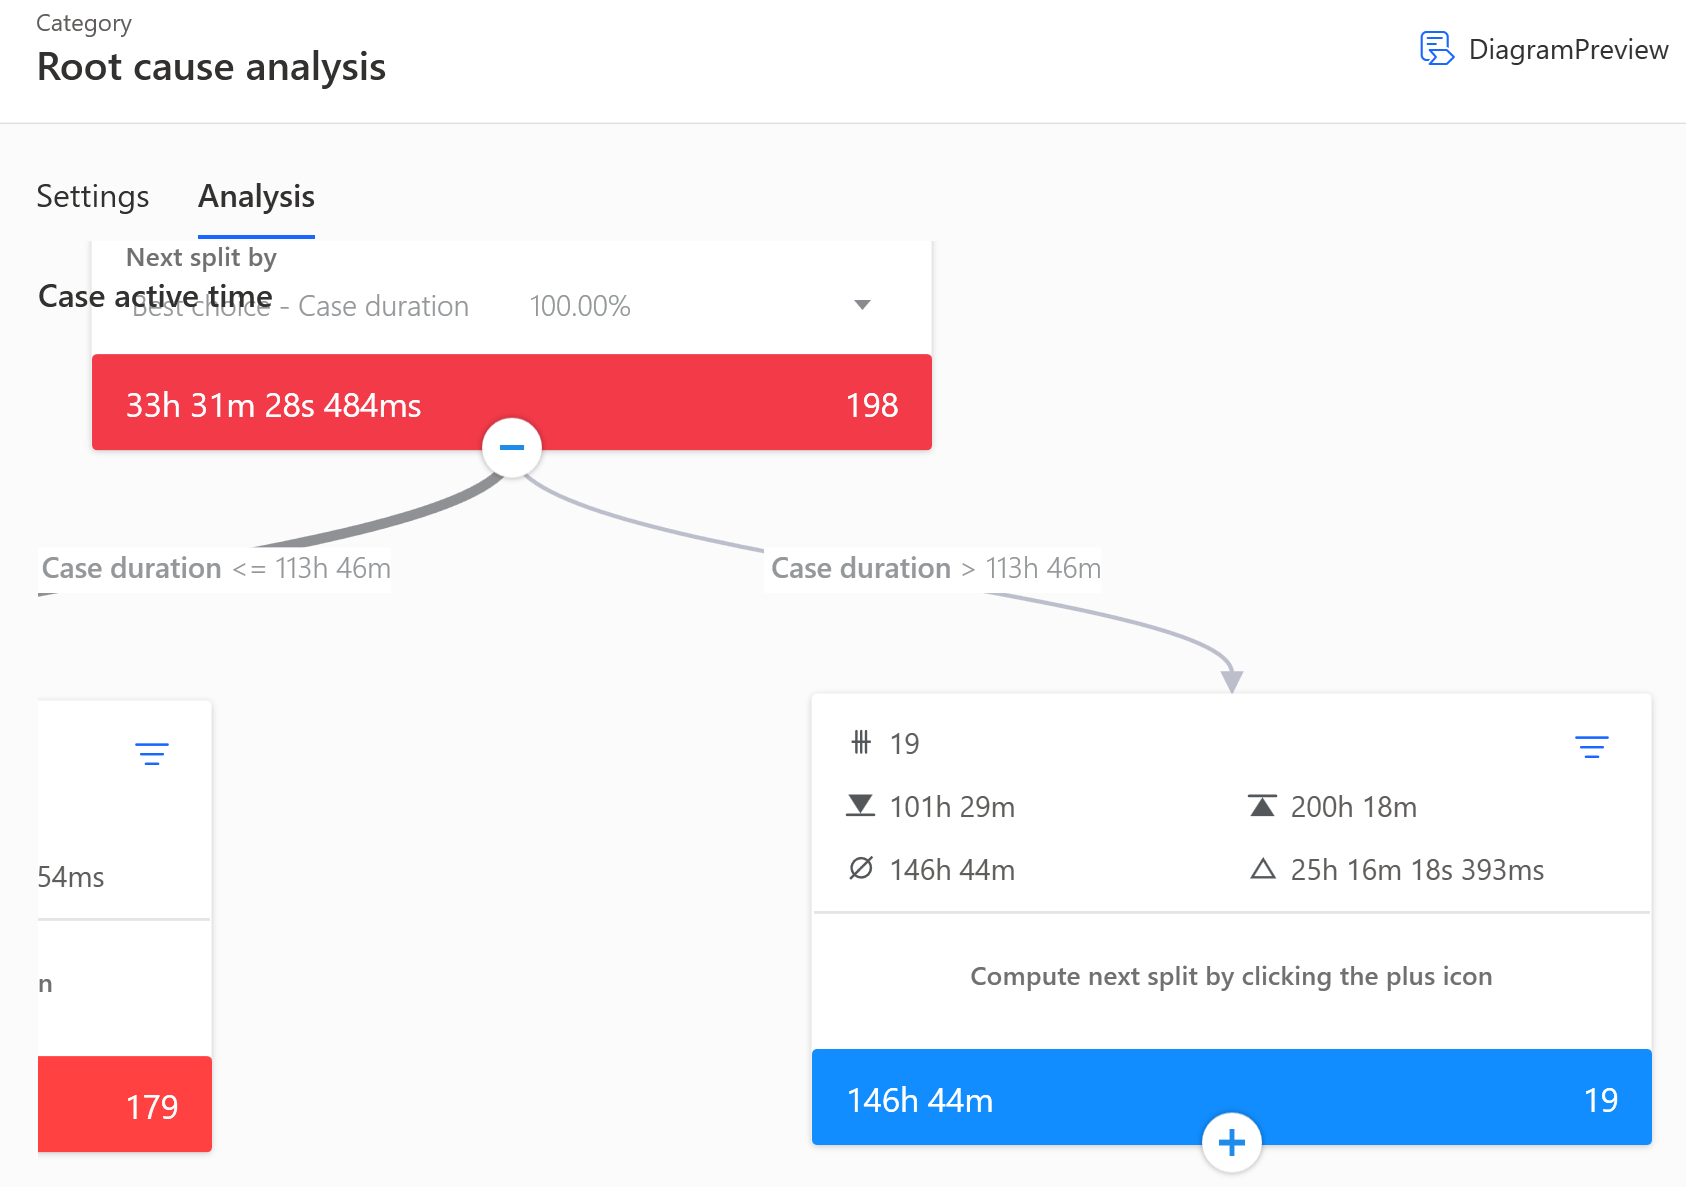 Category
Root cause analysis
DiagramPreview
Settings
Analysis
Next split by
Case active time
Best choice - Case duration
100.00%
33h 31m 28s 484ms
198
Case duration <= 113h 46m
Case duration > 113h 46m
19
101h 29m
200h 18m
54ms
146h 44m
25h 16m 18s 393ms
n
Compute next split by clicking the plus icon
179
146h 44m
19